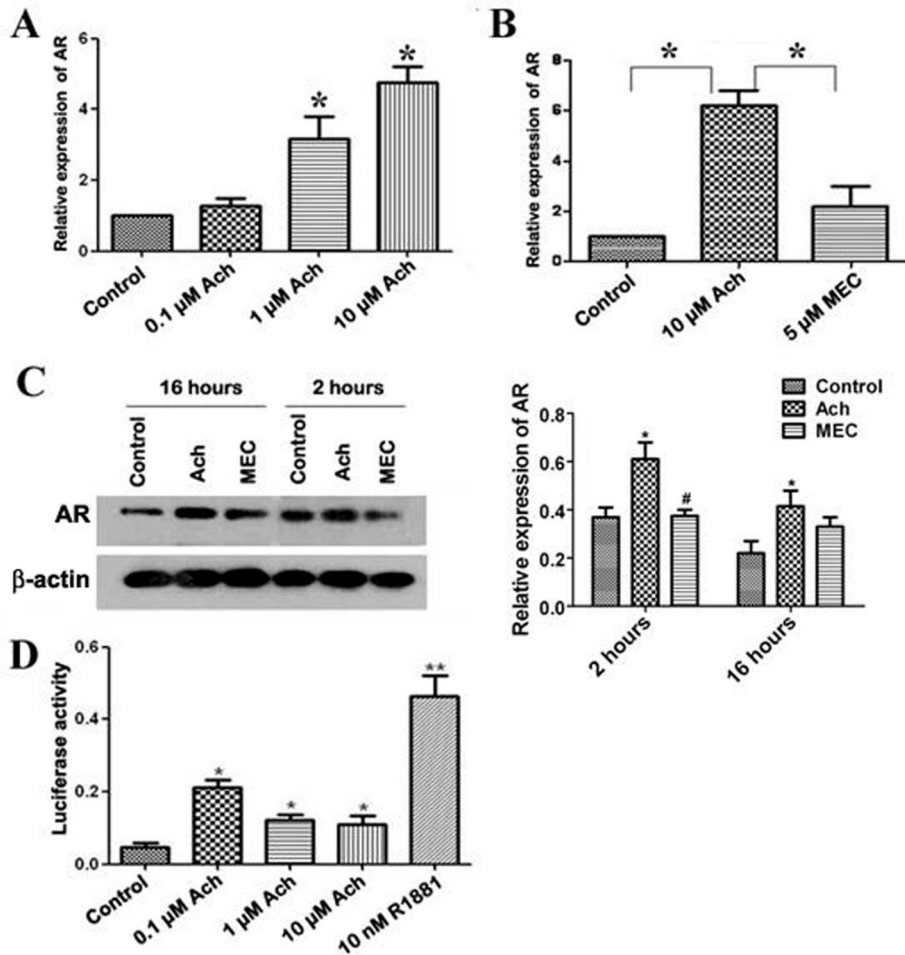 A
Relative expression of AR
8
6
4
2
0
*
*
Control
0.1 µM Ach
1 µM Ach
10 µM Ach
B
Relative expression of AR
8
6
4
2
0
*
*
Control
10 µM Ach
5 µM MEC
C
16 hours
2 hours
Control
Ach
MEC
Control
Ach
MEC
AR
β-actin
Control
Ach
MEC
Relative expression of AR
0.8
0.6
0.4
0.2
0.0
*
#
*
2 hours
16 hours
D
Luciferase activity
0.6
0.4
0.2
0.0
*
*
*
**
Control
0.1 µM Ach
1 µM Ach
10 µM Ach
10 nM R1881